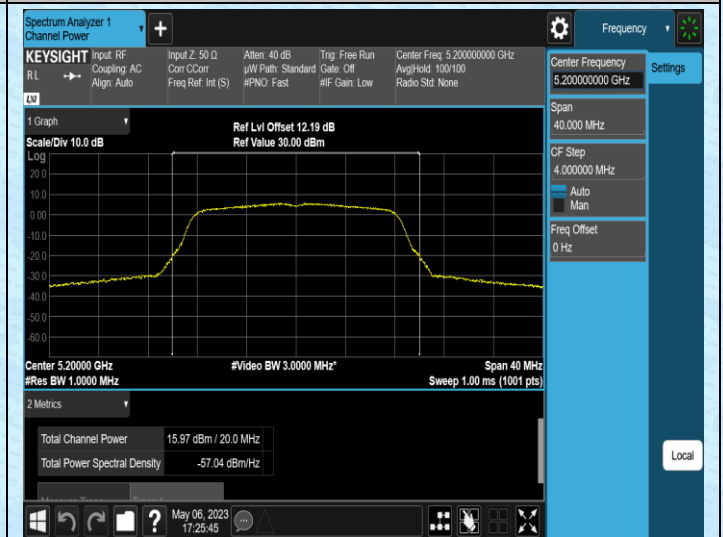 Spectrum Analyzer 1
Channel Power
Frequency
KEYSIGHT
R L
LXI
Input: RF
Coupling: AC
Align: Auto
Input Z: 50 Ω
Corr CCorr
Freq Ref: Int (S)
Atten: 40 dB
µW Path: Standard
#PNO: Fast
Trig: Free Run
Gate: Off
#IF Gain: Low
Center Freq: 5.200000000 GHz
Avg|Hold: 100/100
Radio Std: None
Center Frequency
5.200000000 GHz
Settings
Span
40.000 MHz
CF Step
4.000000 MHz
Auto
Man
Freq Offset
0 Hz
1 Graph
Scale/Div 10.0 dB
Ref Lvl Offset 12.19 dB
Ref Value 30.00 dBm
Log
20.0
10.0
0.00
-10.0
-20.0
-30.0
-40.0
-50.0
-60.0
Center 5.20000 GHz
#Res BW 1.0000 MHz
#Video BW 3.0000 MHz*
Span 40 MHz
Sweep 1.00 ms (1001 pts)
2 Metrics
Total Channel Power 15.97 dBm / 20.0 MHz
Total Power Spectral Density -57.04 dBm/Hz
Local
?
May 06, 2023
17:25:45